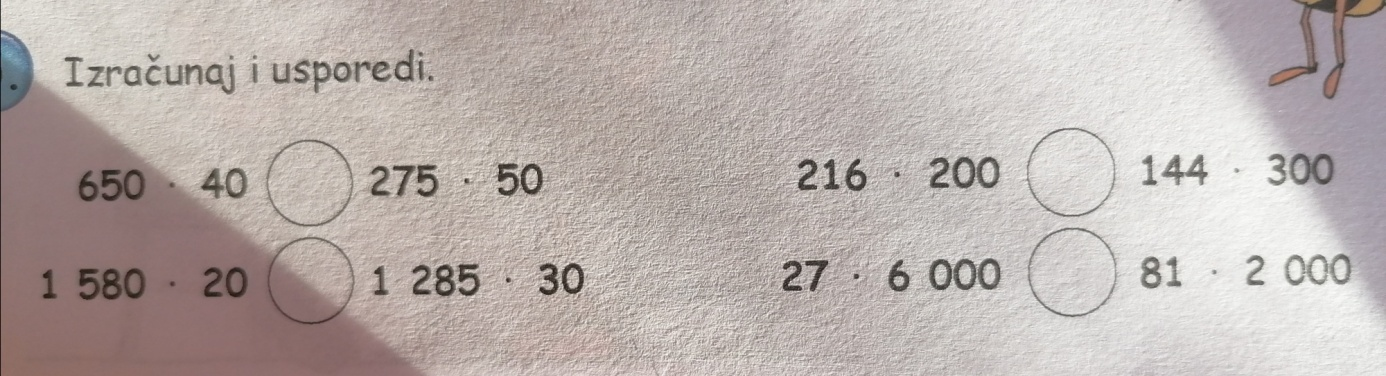 Izračunaj i usporedi.
650 · 40 275 · 50
216 · 200 144 · 300
1 580 · 20 1 285 · 30
27 · 6 000 81 · 2 000